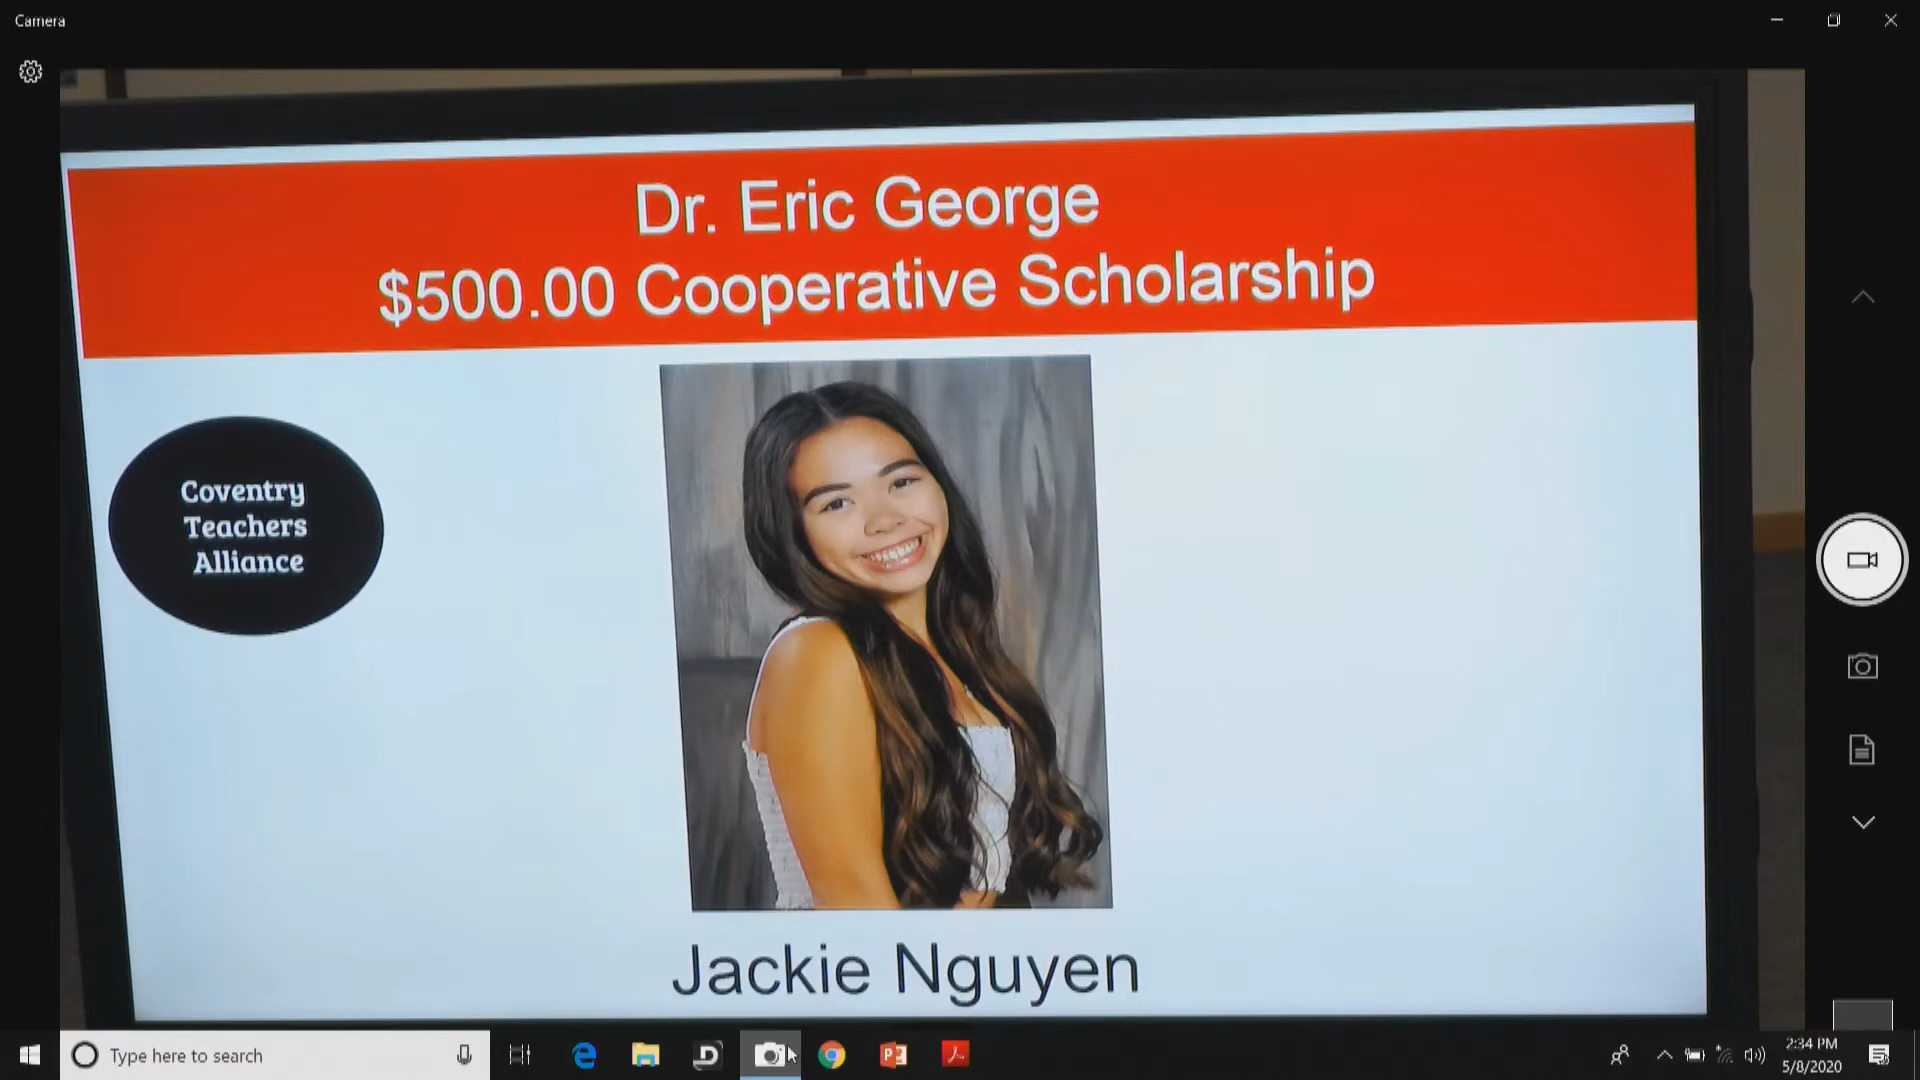 Camera
Dr. Eric George
$500.00 Cooperative Scholarship
Coventry
Teachers
Alliance
Jackie Nguyen
Type here to search
2:34 PM
5/8/2020